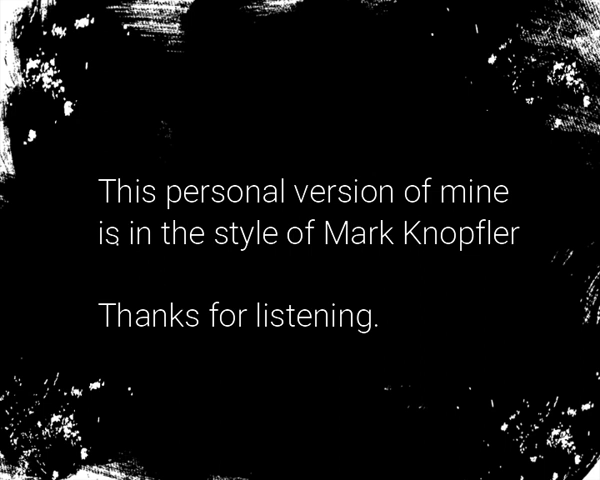 This personal version of mine
is in the style of Mark Knopfler
Thanks for listening.